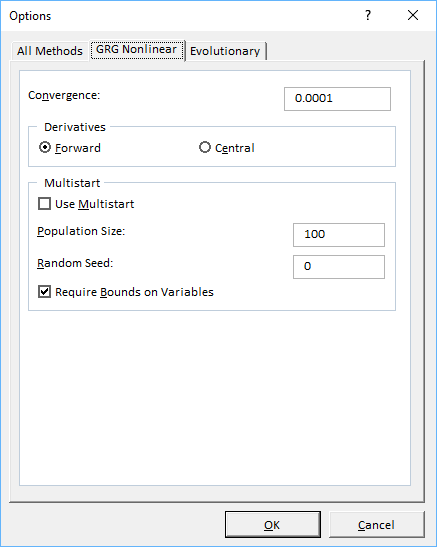 Options ?
All Methods GRG Nonlinear Evolutionary
Convergence: 0.0001
Derivatives
Forward Central
Multistart
Use Multistart
Population Size: 100
Random Seed: 0
Require Bounds on Variables
OK Cancel